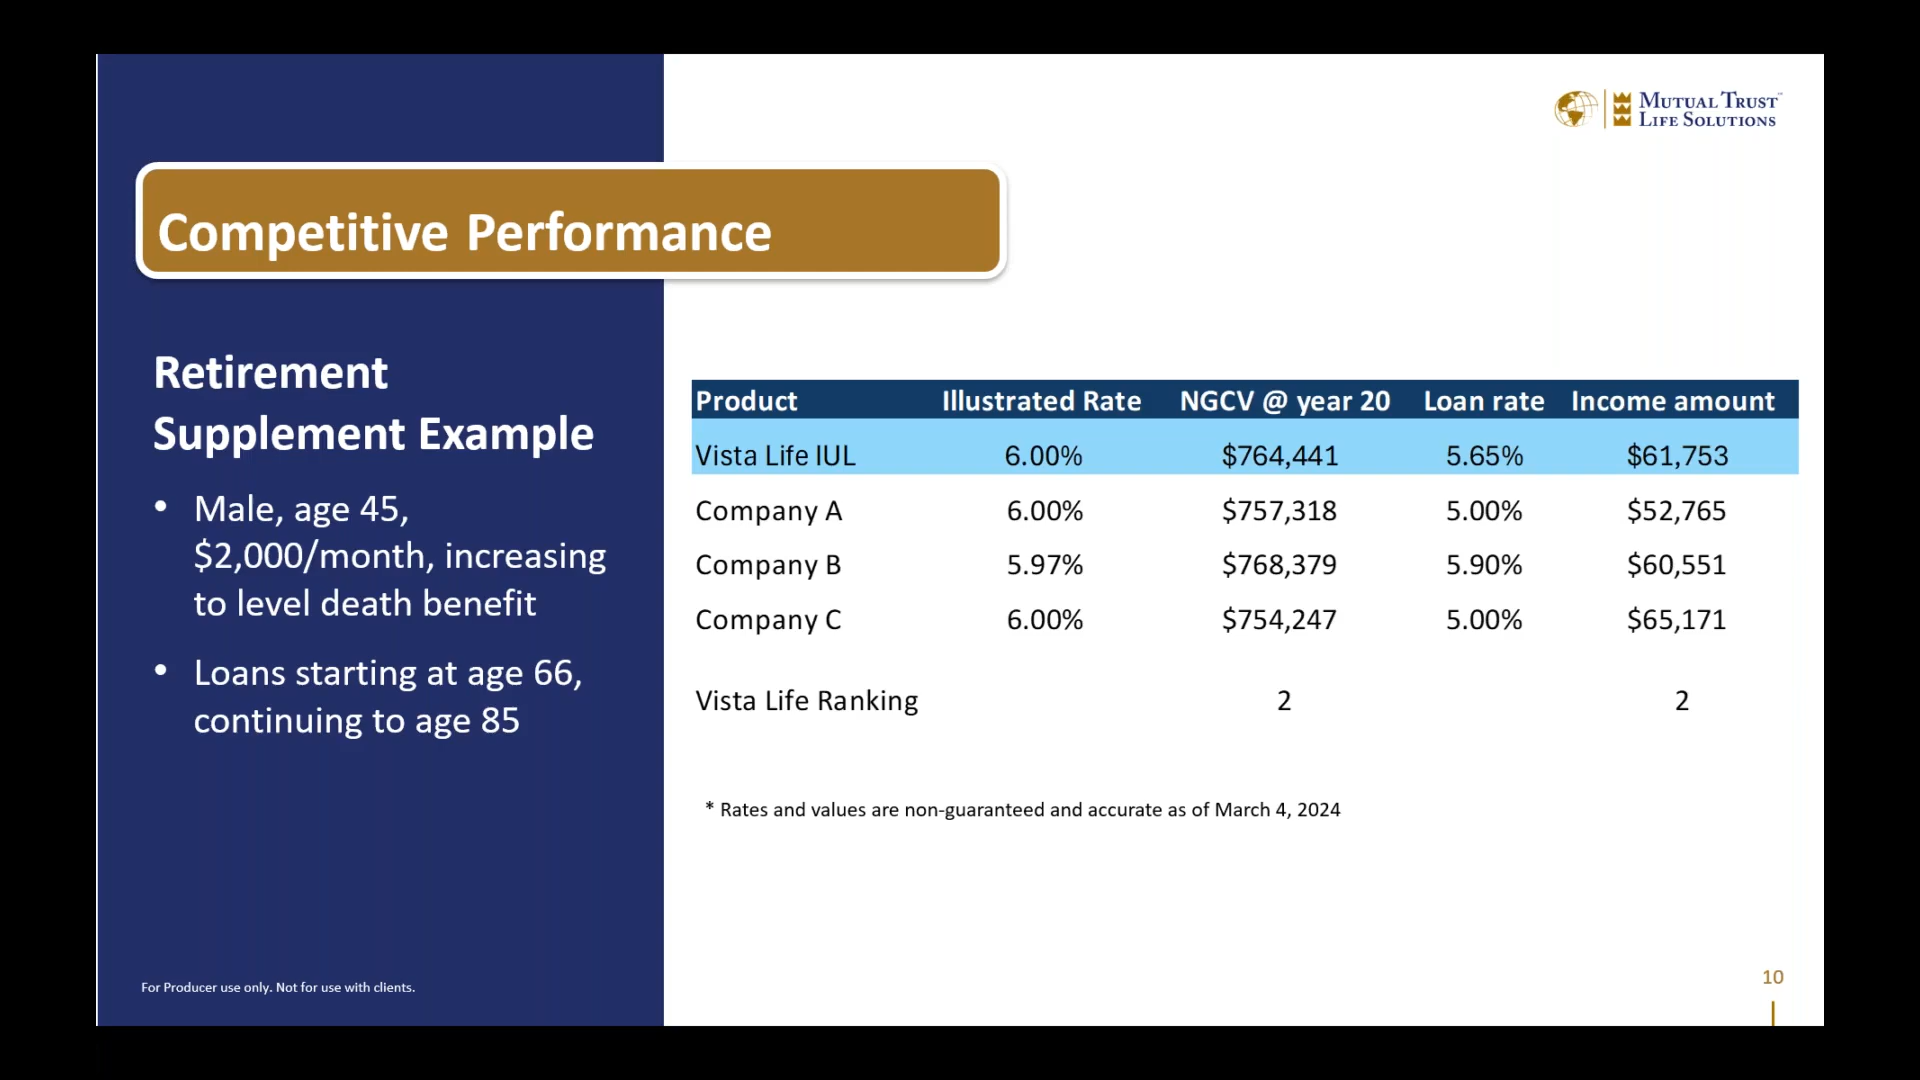 MUTUAL TRUST™
LIFE SOLUTIONS
Competitive Performance
Retirement
Supplement Example
• Male, age 45,
$2,000/month, increasing
to level death benefit
• Loans starting at age 66,
continuing to age 85
Product Illustrated Rate NGCV @ year 20 Loan rate Income amount
Vista Life IUL 6.00% $764,441 5.65% $61,753
Company A 6.00% $757,318 5.00% $52,765
Company B 5.97% $768,379 5.90% $60,551
Company C 6.00% $754,247 5.00% $65,171
Vista Life Ranking 2 2
* Rates and values are non-guaranteed and accurate as of March 4, 2024
For Producer use only. Not for use with clients.
10